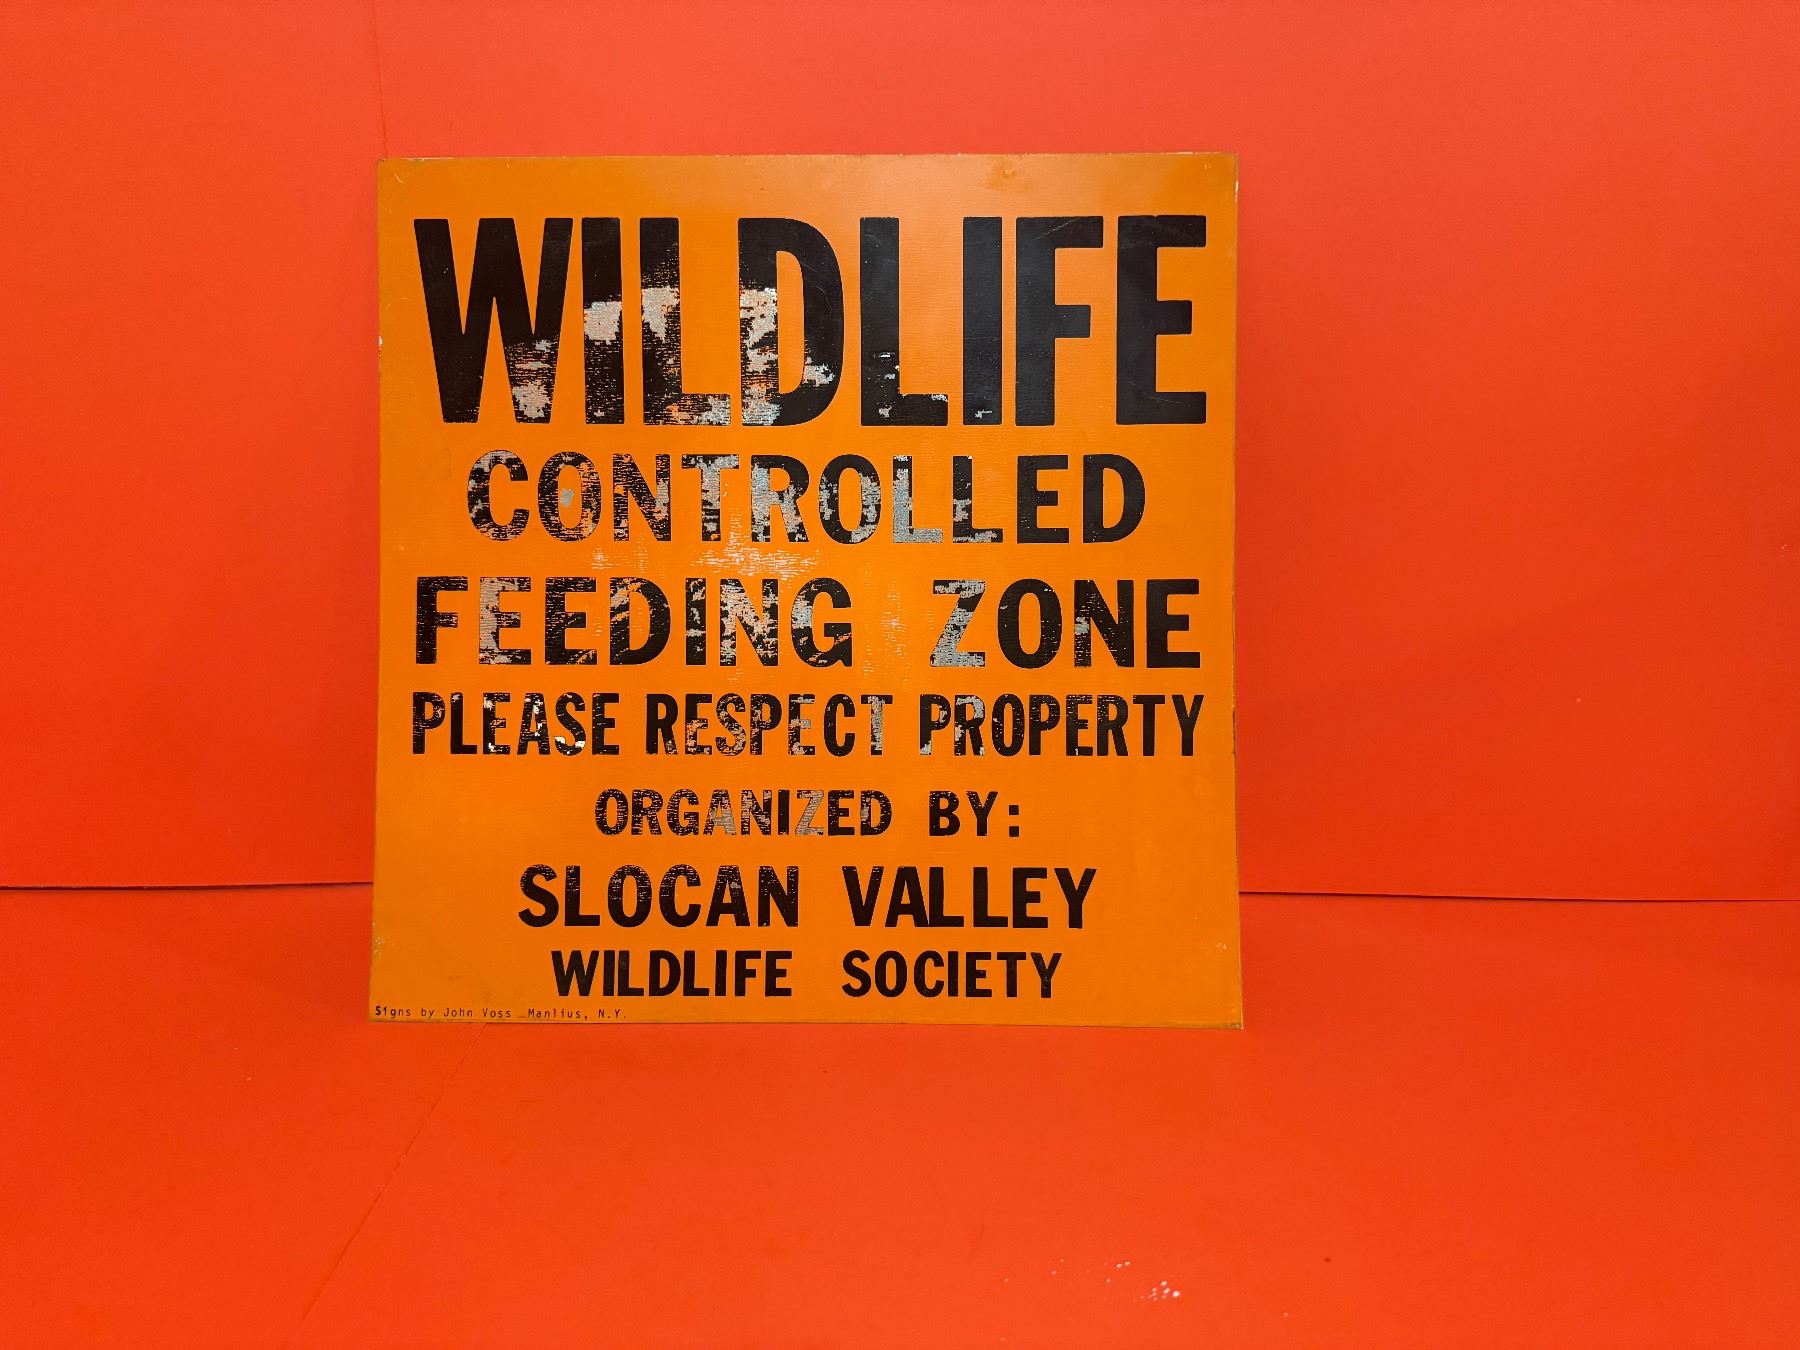 WILDLIFE
CONTROLLED
FEEDING ZONE
PLEASE RESPECT PROPERTY
ORGANIZED BY:
SLOCAN VALLEY
WILDLIFE SOCIETY
Signs by John Voss Manlius, N.Y.